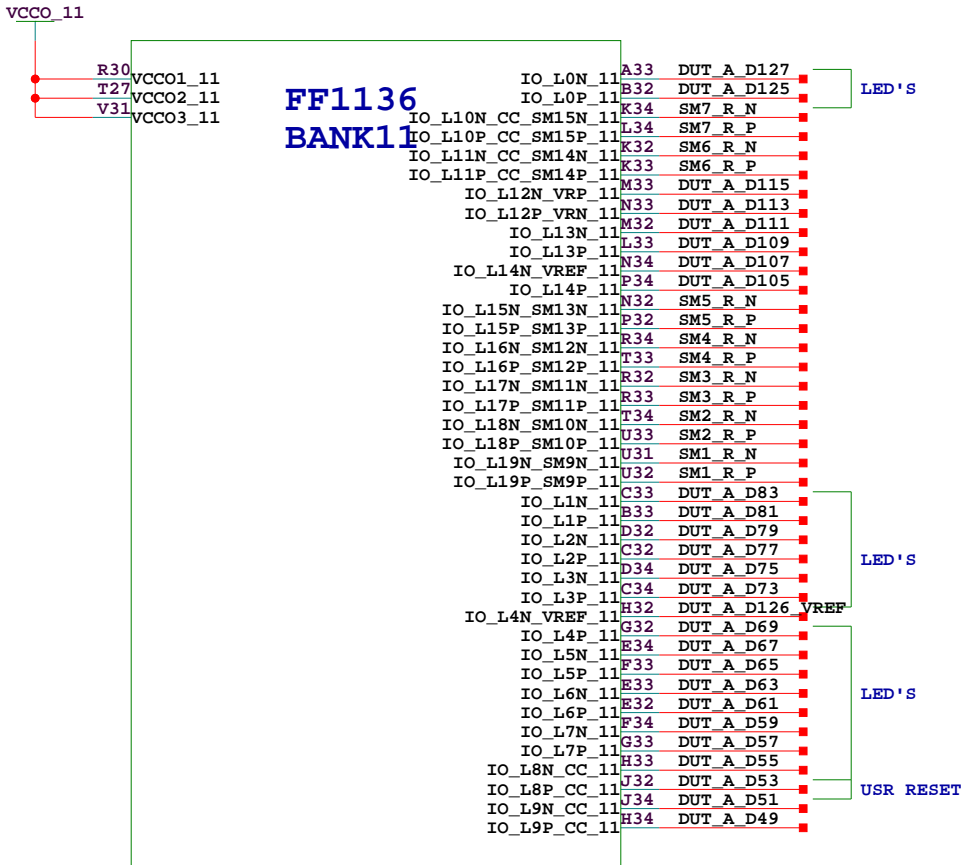 VCCO_11
R30 VCCO1_11
T27 VCCO2_11
V31 VCCO3_11
FF1136
BANK11
IO_L0N_11 A33 DUT_A_D127
IO_L0P_11 B32 DUT_A_D125
LED'S
IO_L10N_CC_SM15N_11 K34 SM7_R_N
IO_L10P_CC_SM15P_11 L34 SM7_R_P
IO_L11N_CC_SM14N_11 K32 SM6_R_N
IO_L11P_CC_SM14P_11 K33 SM6_R_P
IO_L12N_VRP_11 M33 DUT_A_D115
IO_L12P_VRN_11 N33 DUT_A_D113
IO_L13N_11 M32 DUT_A_D111
IO_L13P_11 L33 DUT_A_D109
IO_L14N_VREF_11 N34 DUT_A_D107
IO_L14P_11 P34 DUT_A_D105
IO_L15N_SM13N_11 N32 SM5_R_N
IO_L15P_SM13P_11 P32 SM5_R_P
IO_L16N_SM12N_11 R34 SM4_R_N
IO_L16P_SM12P_11 T33 SM4_R_P
IO_L17N_SM11N_11 R32 SM3_R_N
IO_L17P_SM11P_11 R33 SM3_R_P
IO_L18N_SM10N_11 T34 SM2_R_N
IO_L18P_SM10P_11 U33 SM2_R_P
IO_L19N_SM9N_11 U31 SM1_R_N
IO_L19P_SM9P_11 U32 SM1_R_P
IO_L1N_11 C33 DUT_A_D83
IO_L1P_11 B33 DUT_A_D81
IO_L2N_11 D32 DUT_A_D79
IO_L2P_11 C32 DUT_A_D77
LED'S
IO_L3N_11 D34 DUT_A_D75
IO_L3P_11 C34 DUT_A_D73
IO_L4N_VREF_11 H32 DUT_A_D126_VREF
IO_L4P_11 G32 DUT_A_D69
IO_L5N_11 E34 DUT_A_D67
IO_L5P_11 F33 DUT_A_D65
IO_L6N_11 E33 DUT_A_D63
LED'S
IO_L6P_11 E32 DUT_A_D61
IO_L7N_11 F34 DUT_A_D59
IO_L7P_11 G33 DUT_A_D57
IO_L8N_CC_11 H33 DUT_A_D55
IO_L8P_CC_11 J32 DUT_A_D53
USR RESET
IO_L9N_CC_11 J34 DUT_A_D51
IO_L9P_CC_11 H34 DUT_A_D49